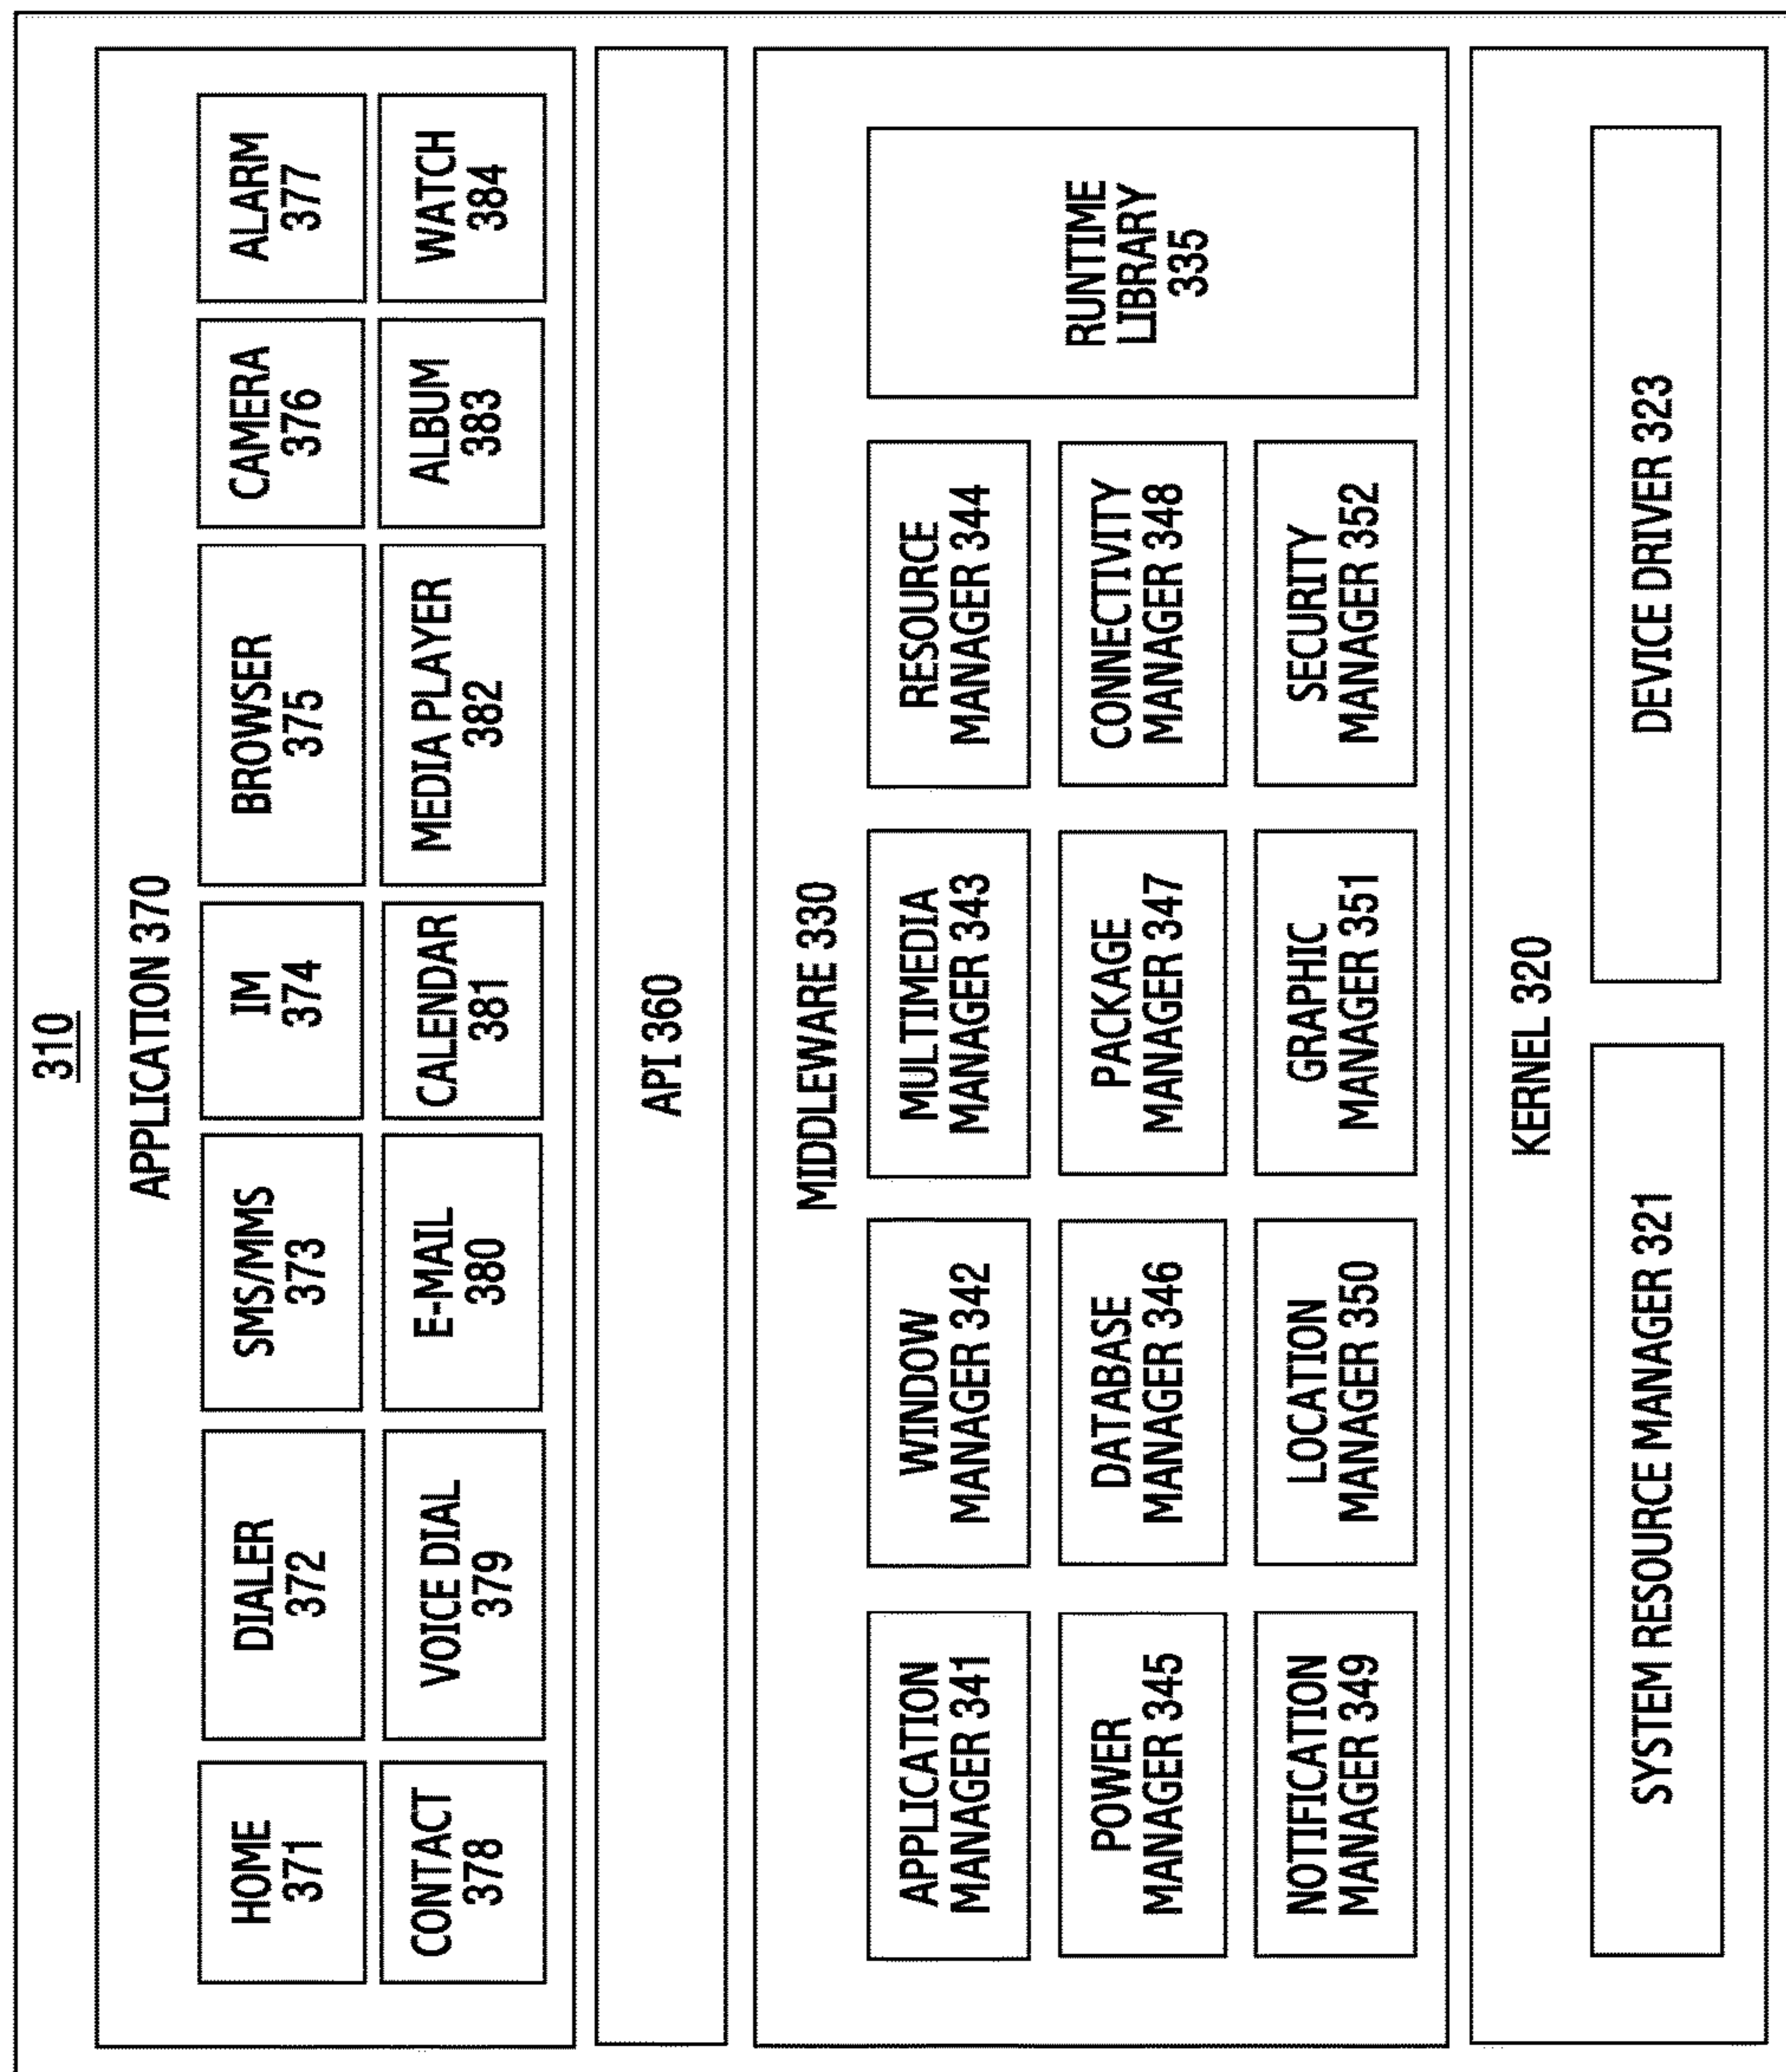 310
APPLICATION 370
HOME
371
DIALER
372
SMS/MMS
373
IM
374
BROWSER
375
CAMERA
376
ALARM
377
CONTACT
378
VOICE DIAL
379
E-MAIL
380
CALENDAR
381
MEDIA PLAYER
382
ALBUM
383
WATCH
384
API 360
MIDDLEWARE 330
APPLICATION
MANAGER 341
WINDOW
MANAGER 342
MULTIMEDIA
MANAGER 343
RESOURCE
MANAGER 344
POWER
MANAGER 345
DATABASE
MANAGER 346
PACKAGE
MANAGER 347
CONNECTIVITY
MANAGER 348
NOTIFICATION
MANAGER 349
LOCATION
MANAGER 350
GRAPHIC
MANAGER 351
SECURITY
MANAGER 352
RUNTIME
LIBRARY
335
KERNEL 320
SYSTEM RESOURCE MANAGER 321
DEVICE DRIVER 323